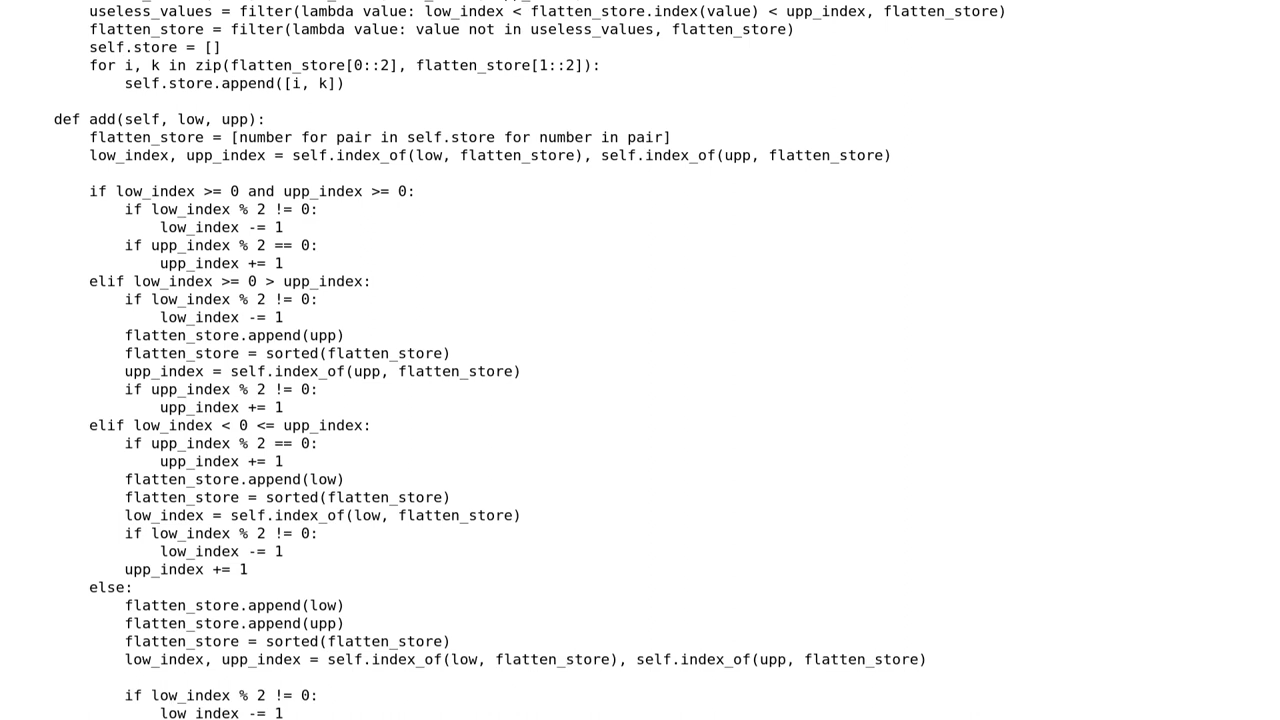 useless_values = filter(lambda value: low_index < flatten_store.index(value) < upp_index, flatten_store)
flatten_store = filter(lambda value: value not in useless_values, flatten_store)
self.store = []
for i, k in zip(flatten_store[0::2], flatten_store[1::2]):
self.store.append([i, k])
def add(self, low, upp):
flatten_store = [number for pair in self.store for number in pair]
low_index, upp_index = self.index_of(low, flatten_store), self.index_of(upp, flatten_store)
if low_index >= 0 and upp_index >= 0:
if low_index % 2 != 0:
low_index -= 1
if upp_index % 2 == 0:
upp_index += 1
elif low_index >= 0 > upp_index:
if low_index % 2 != 0:
low_index -= 1
flatten_store.append(upp)
flatten_store = sorted(flatten_store)
upp_index = self.index_of(upp, flatten_store)
if upp_index % 2 != 0:
upp_index += 1
elif low_index < 0 <= upp_index:
if upp_index % 2 == 0:
upp_index += 1
flatten_store.append(low)
flatten_store = sorted(flatten_store)
low_index = self.index_of(low, flatten_store)
if low_index % 2 != 0:
low_index -= 1
upp_index += 1
else:
flatten_store.append(low)
flatten_store.append(upp)
flatten_store = sorted(flatten_store)
low_index, upp_index = self.index_of(low, flatten_store), self.index_of(upp, flatten_store)
if low_index % 2 != 0:
low_index -= 1